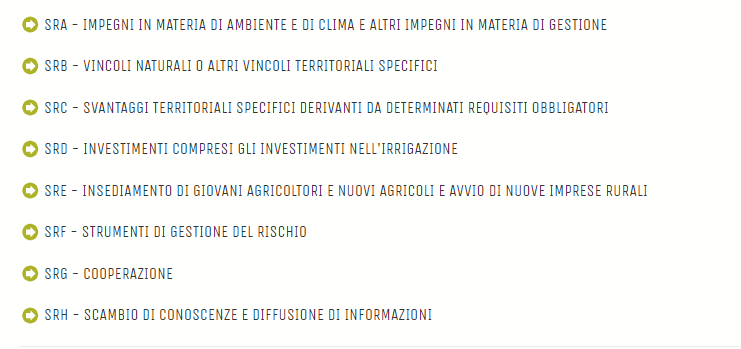 SRA - IMPEGNI IN MATERIA DI AMBIENTE E DI CLIMA E ALTRI IMPEGNI IN MATERIA DI GESTIONE
SRB - VINCOLI NATURALI O ALTRI VINCOLI TERRITORIALI SPECIFICI
SRC - SVANTAGGI TERRITORIALI SPECIFICI DERIVANTI DA DETERMINATI REQUISITI OBBLIGATORI
SRD - INVESTIMENTI COMPRESI GLI INVESTIMENTI NELL'IRRIGAZIONE
SRE - INSEDIAMENTO DI GIOVANI AGRICOLTORI E NUOVI AGRICOLI E AVVIO DI NUOVE IMPRESE RURALI
SRF - STRUMENTI DI GESTIONE DEL RISCHIO
SRG - COOPERAZIONE
SRH - SCAMBIO DI CONOSCENZE E DIFFUSIONE DI INFORMAZIONI